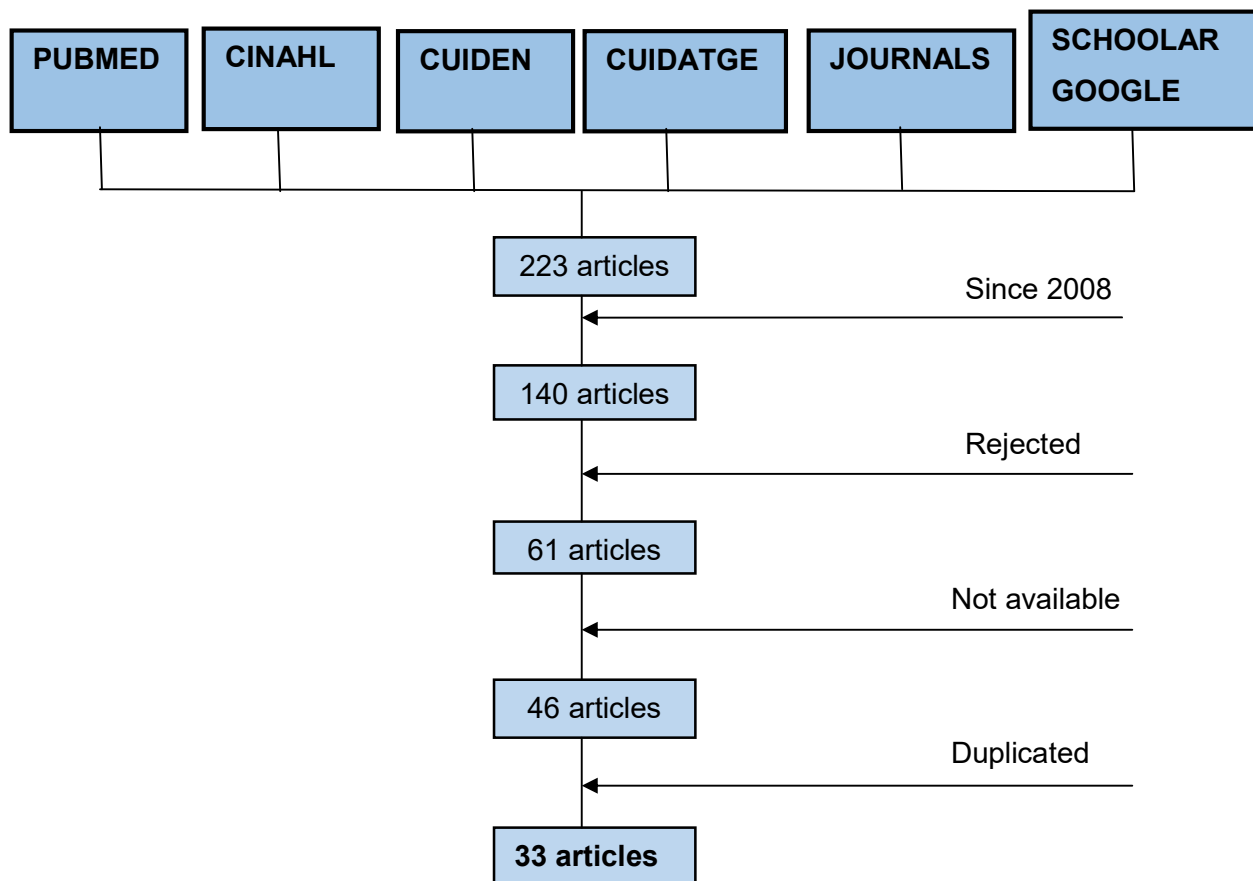 PUBMED
CINAHL
CUIDEN
CUIDATGE
JOURNALS
SCHOOLAR
GOOGLE
223 articles
Since 2008
140 articles
Rejected
61 articles
Not available
46 articles
Duplicated
33 articles